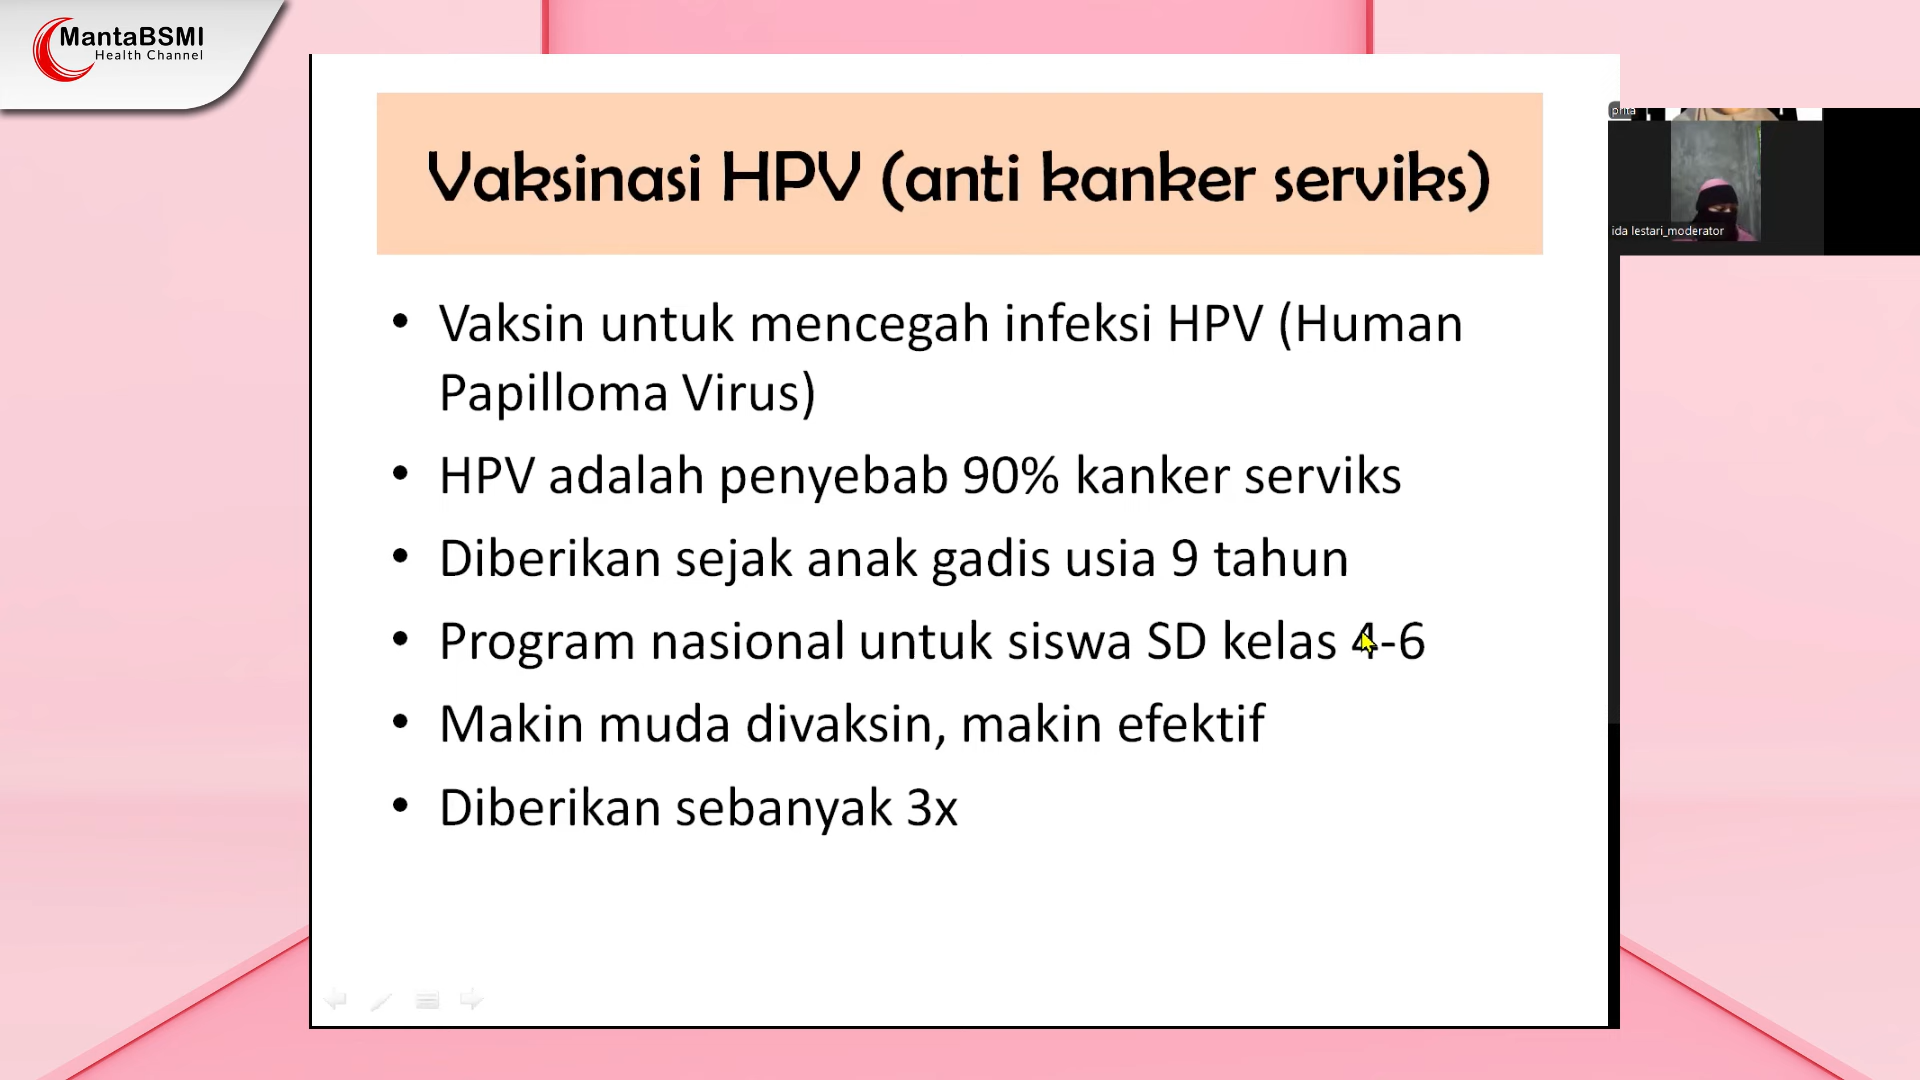 MantaBSMI
Health Channel
Vaksinasi HPV (anti kanker serviks)
• Vaksin untuk mencegah infeksi HPV (Human
Papilloma Virus)
• HPV adalah penyebab 90% kanker serviks
• Diberikan sejak anak gadis usia 9 tahun
• Program nasional untuk siswa SD kelas 4-6
• Makin muda divaksin, makin efektif
• Diberikan sebanyak 3x
prita
ida lestari_moderator